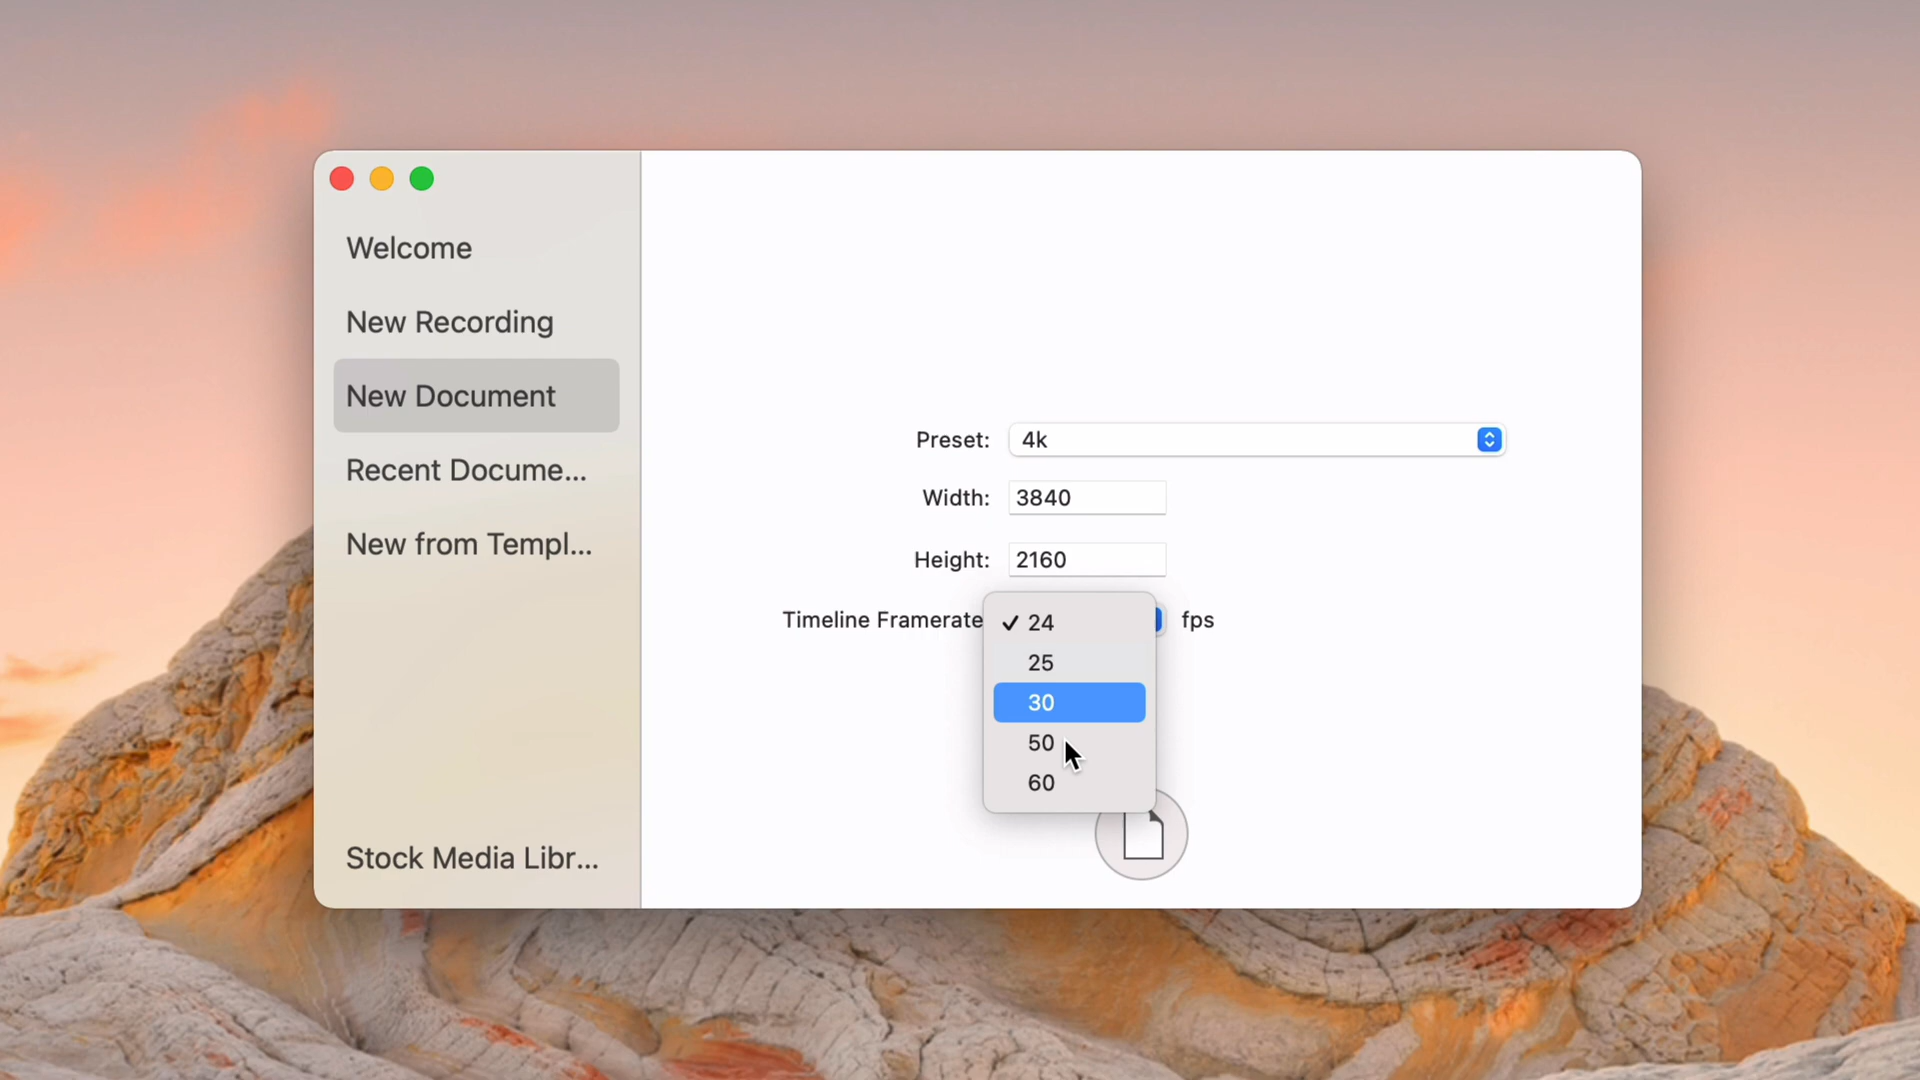 Welcome
New Recording
New Document
Recent Docume...
New from Templ...
Stock Media Libr...
Preset: 4k
Width: 3840
Height: 2160
Timeline Framerate ✓ 24 fps
25
30
50
60